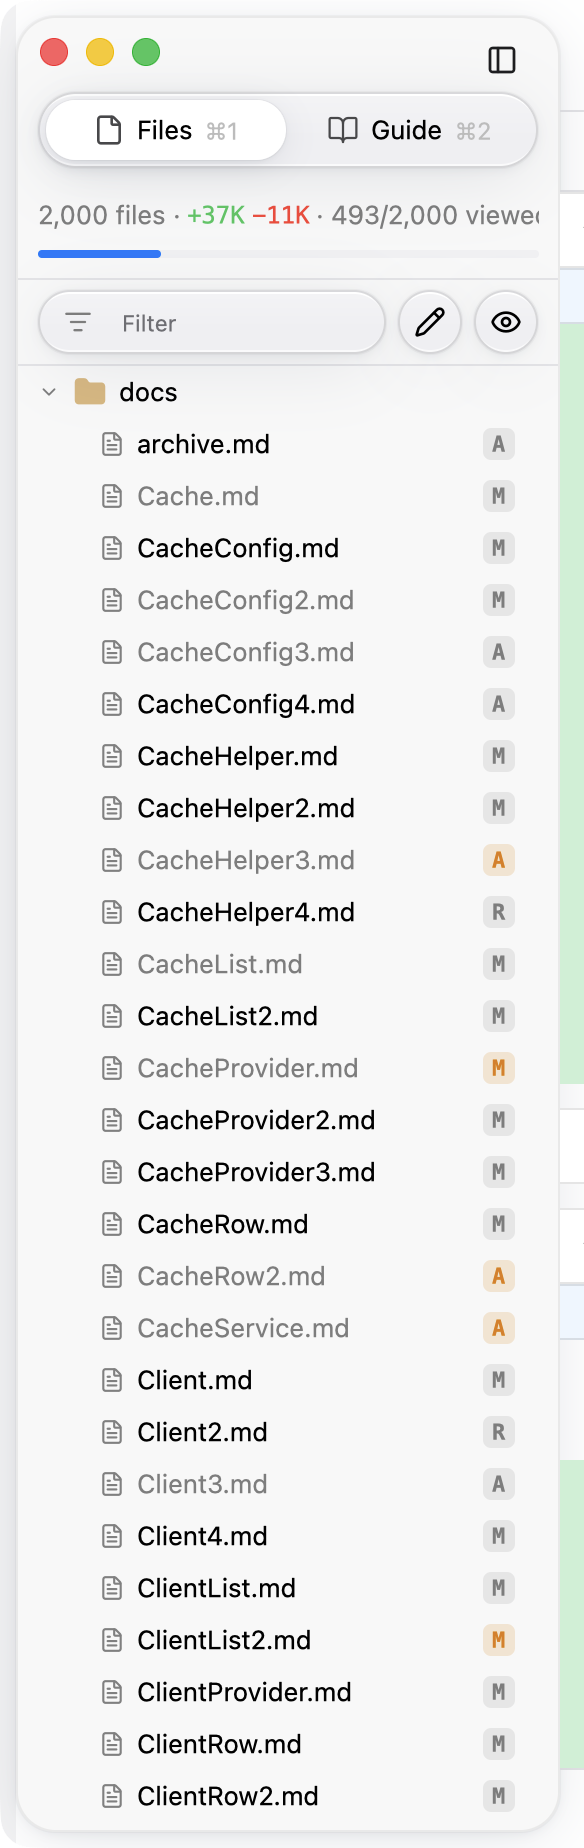 Files ⌘1 Guide ⌘2
2,000 files · +37K −11K · 493/2,000 viewed
Filter
docs
archive.md A
Cache.md M
CacheConfig.md M
CacheConfig2.md M
CacheConfig3.md A
CacheConfig4.md A
CacheHelper.md M
CacheHelper2.md M
CacheHelper3.md A
CacheHelper4.md R
CacheList.md M
CacheList2.md M
CacheProvider.md M
CacheProvider2.md M
CacheProvider3.md M
CacheRow.md M
CacheRow2.md A
CacheService.md A
Client.md M
Client2.md R
Client3.md A
Client4.md M
ClientList.md M
ClientList2.md M
ClientProvider.md M
ClientRow.md M
ClientRow2.md M